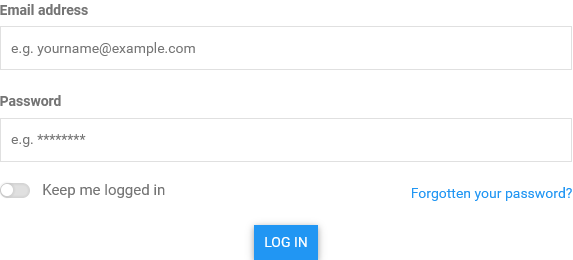 Email address
e.g. yourname@example.com
Password
e.g. ********
Keep me logged in
Forgotten your password?
LOG IN